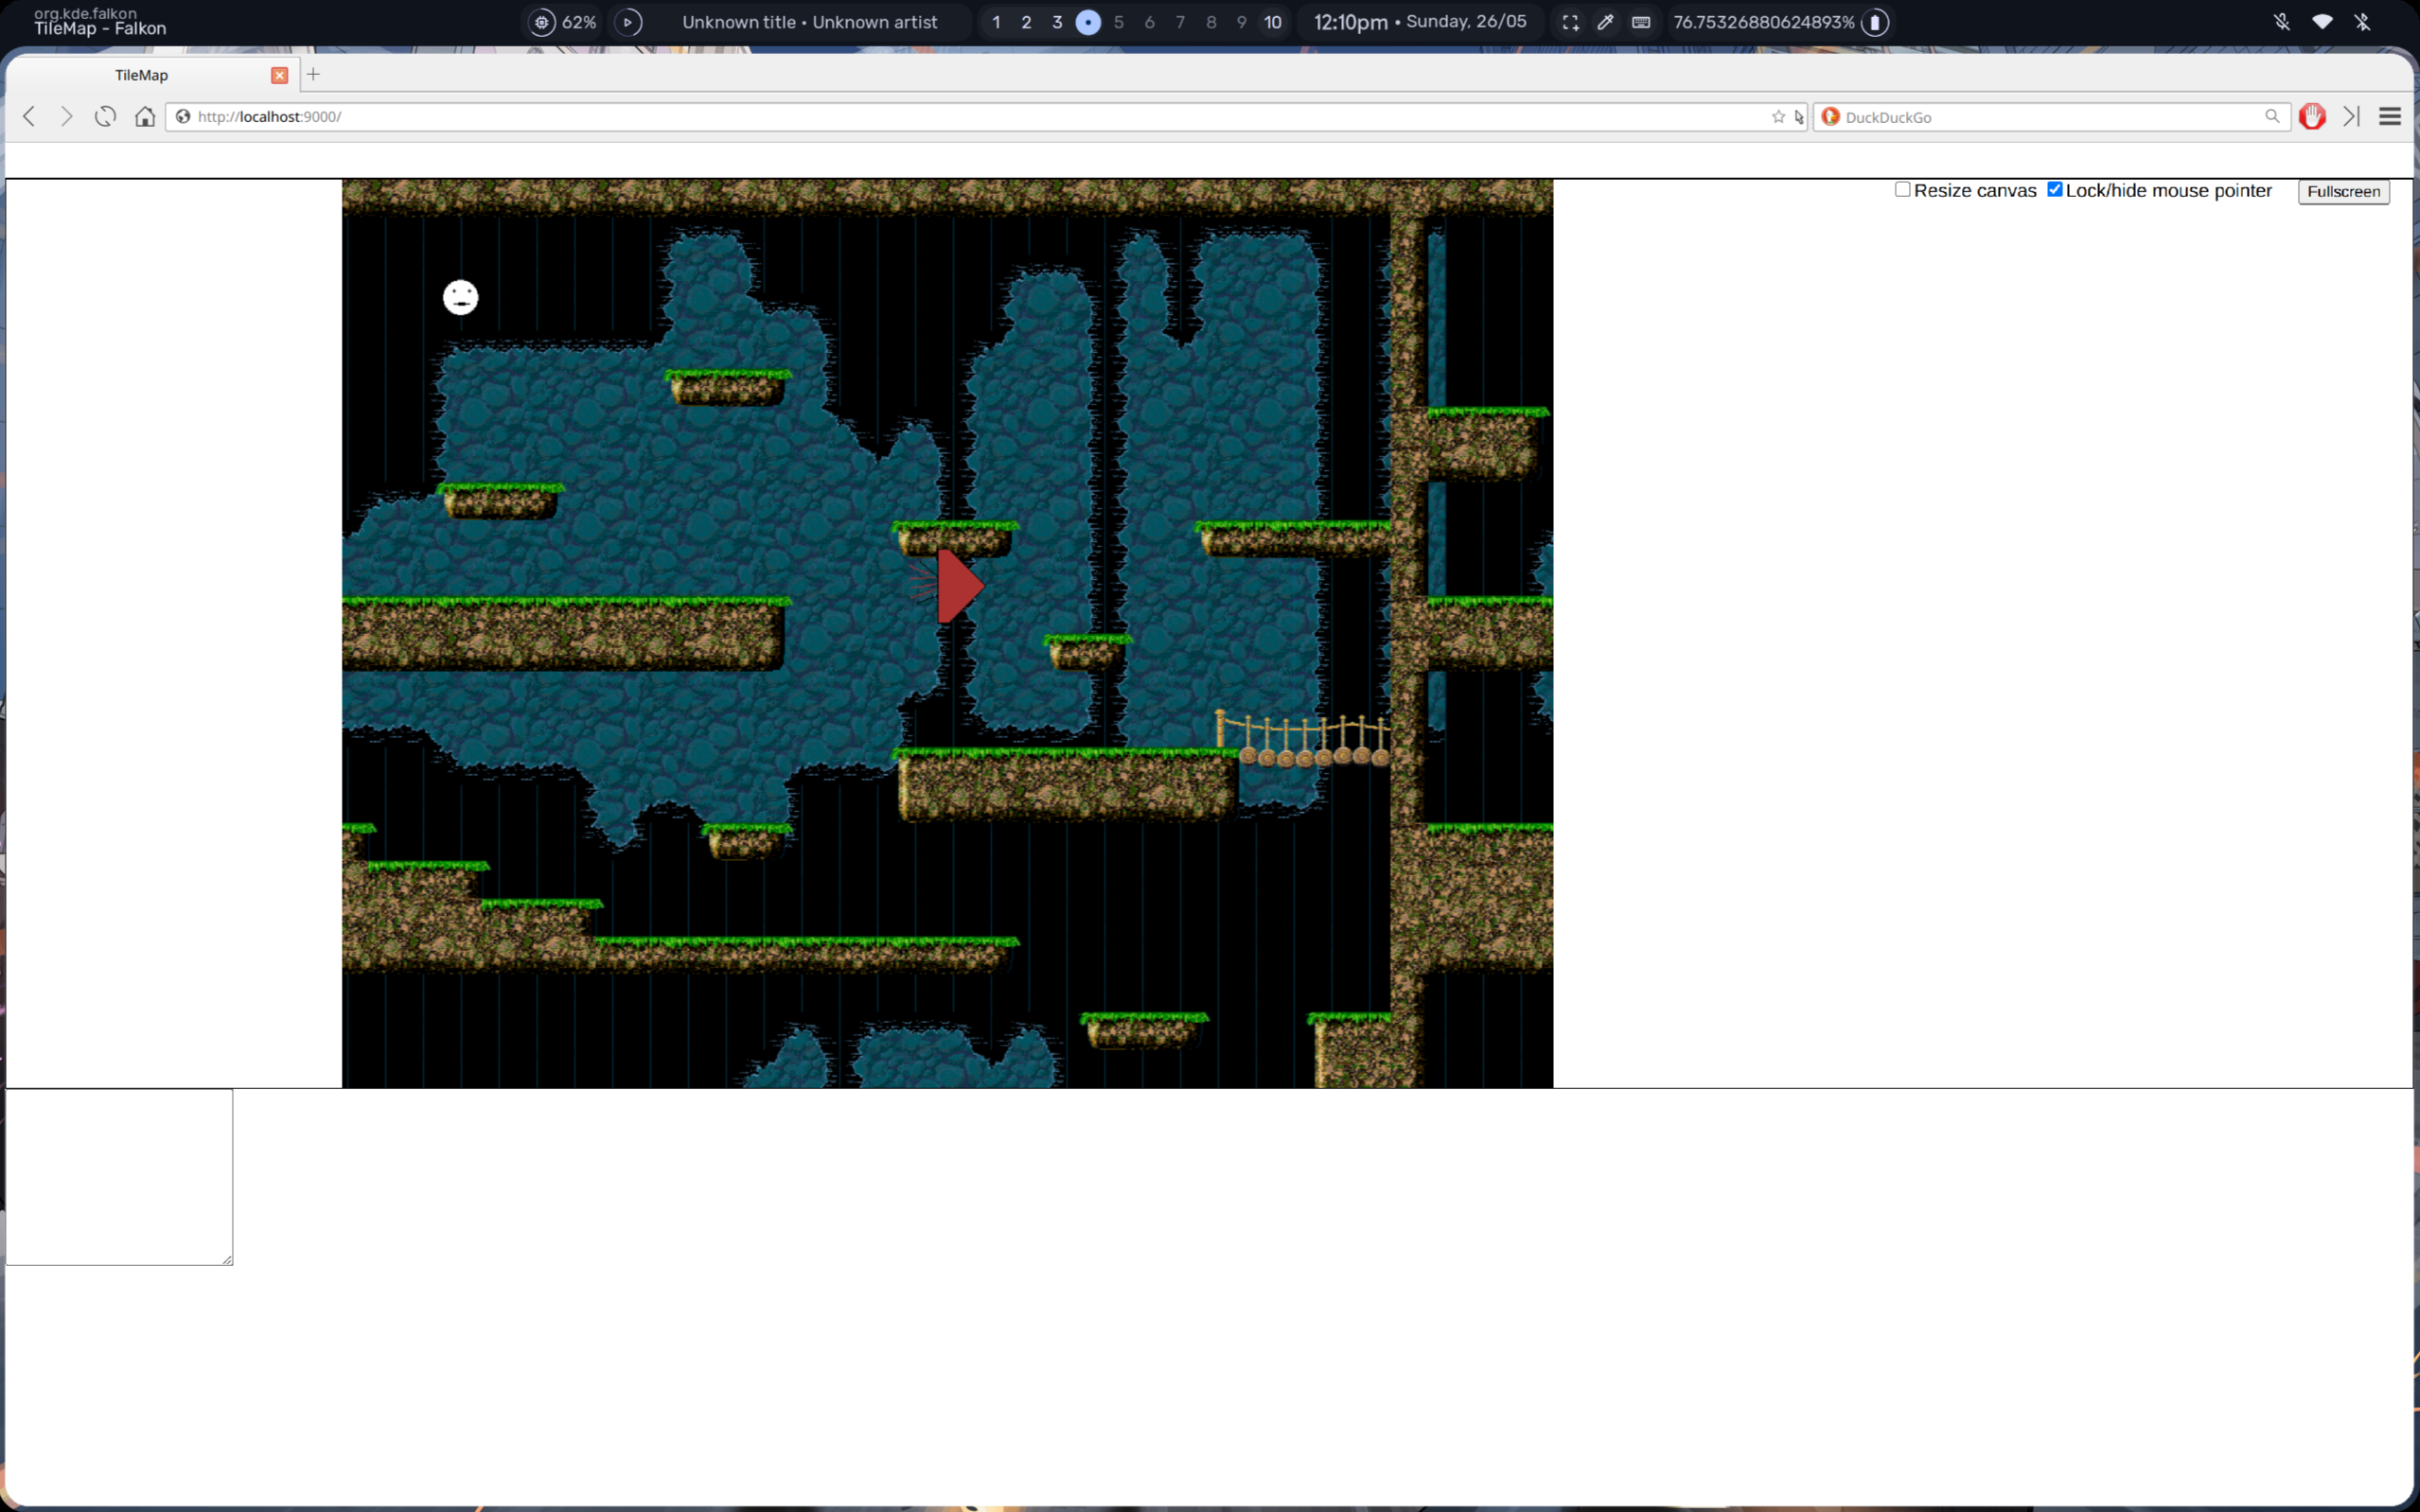 org.kde.falkon
TileMap - Falkon
62%
Unknown title • Unknown artist
1 2 3 5 6 7 8 9 10
12:10pm • Sunday, 26/05
76.75326880624893%
TileMap
http://localhost:9000/
DuckDuckGo
Resize canvas Lock/hide mouse pointer Fullscreen